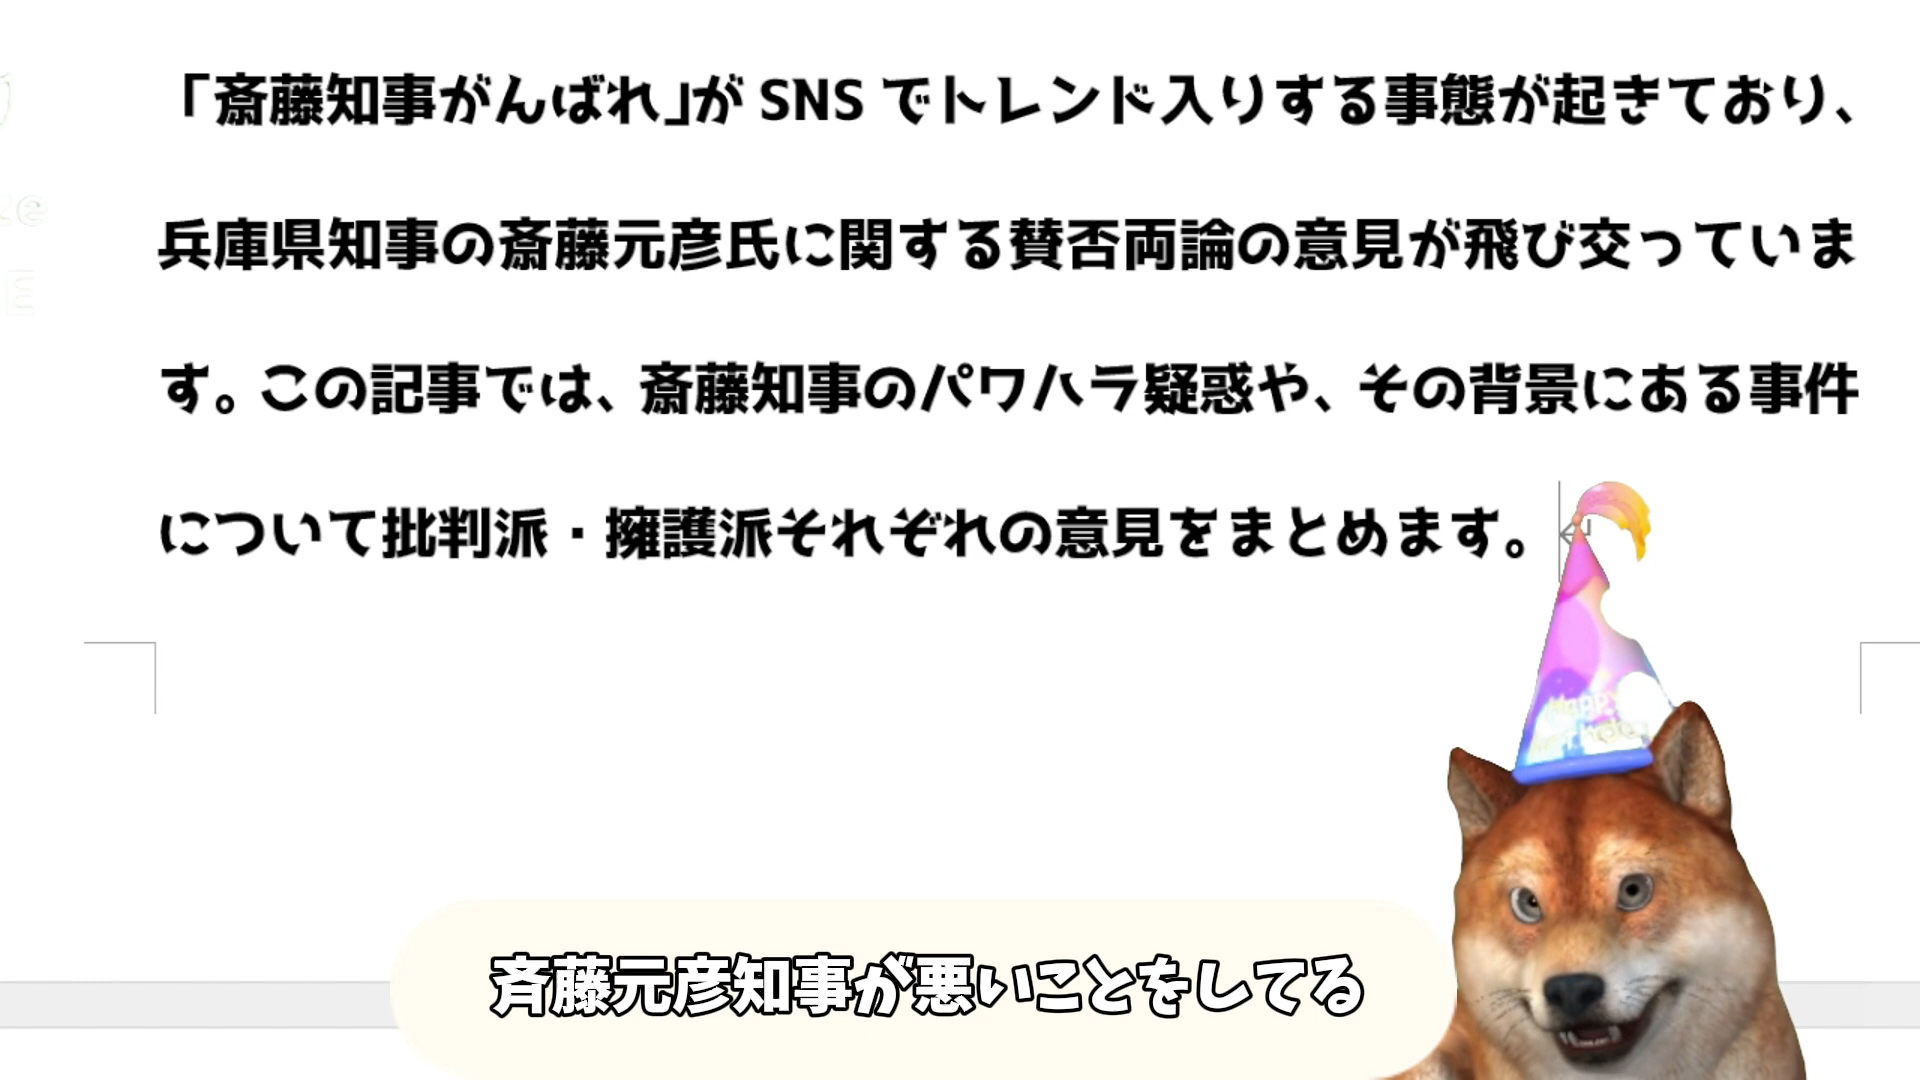 「斎藤知事がんばれ」が SNS でトレンド入りする事態が起きており、
兵庫県知事の斎藤元彦氏に関する賛否両論の意見が飛び交っていま
す。この記事では、斎藤知事のパワハラ疑惑や、その背景にある事件
について批判派・擁護派それぞれの意見をまとめます。
Happy
斉藤元彦知事が悪いことをしてる